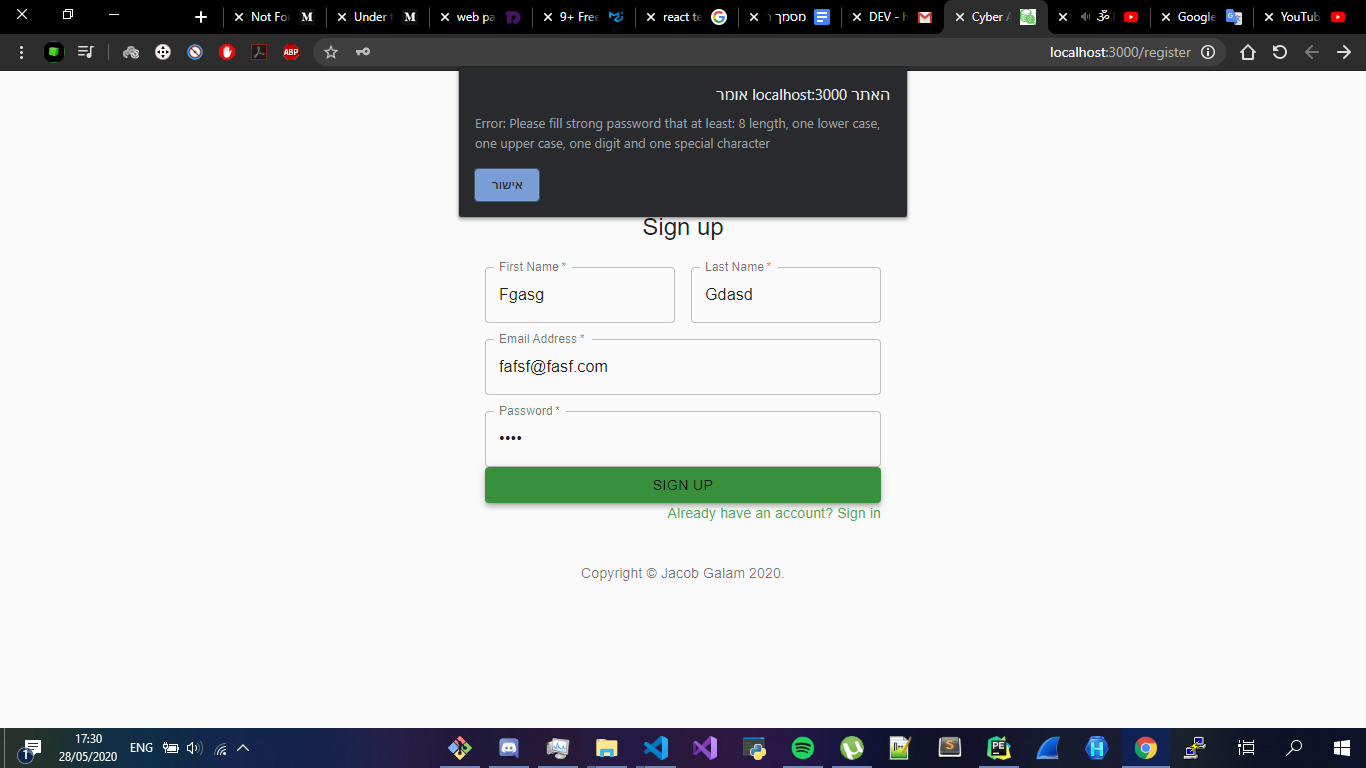 Not Fo
M
Under t
M
web pa
9+ Free
react te
מסמך
DEV - h
Cyber A
ॐ
Google
YouTub
localhost:3000/register
ABP
האתר localhost:3000 אומר
Error: Please fill strong password that at least: 8 length, one lower case,
one upper case, one digit and one special character
אישור
Sign up
First Name *
Last Name *
Fgasg
Gdasd
Email Address *
fafsf@fasf.com
Password *
••••
SIGN UP
Already have an account? Sign in
Copyright © Jacob Galam 2020.
1
17:30
28/05/2020
ENG